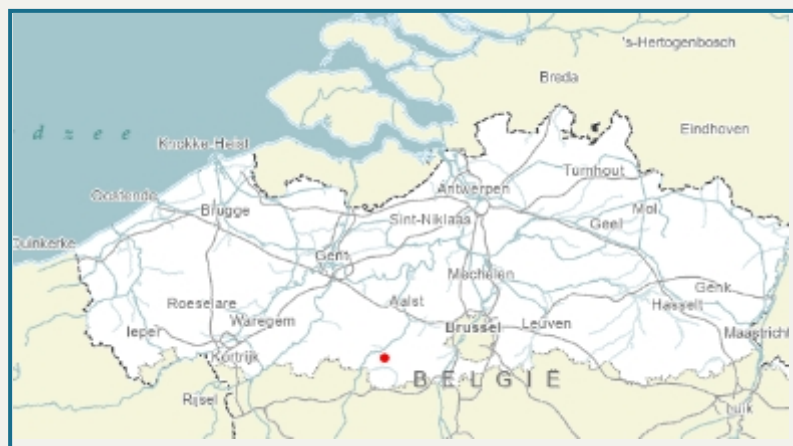 's-Hertogenbosch
Breda
d z e e
Eindhoven
Knokke-Heist
Turnhout
Oostende
Antwerpen
Brugge
Mol
Sint-Niklaas
Geel
Duinkerke
Gent
Mechelen
Genk
Roeselare
Aalst
Hasselt
Waregem
Ieper
Brussel
Leuven
Maastricht
Kortrijk
BELGIË
Rijsel
Luik